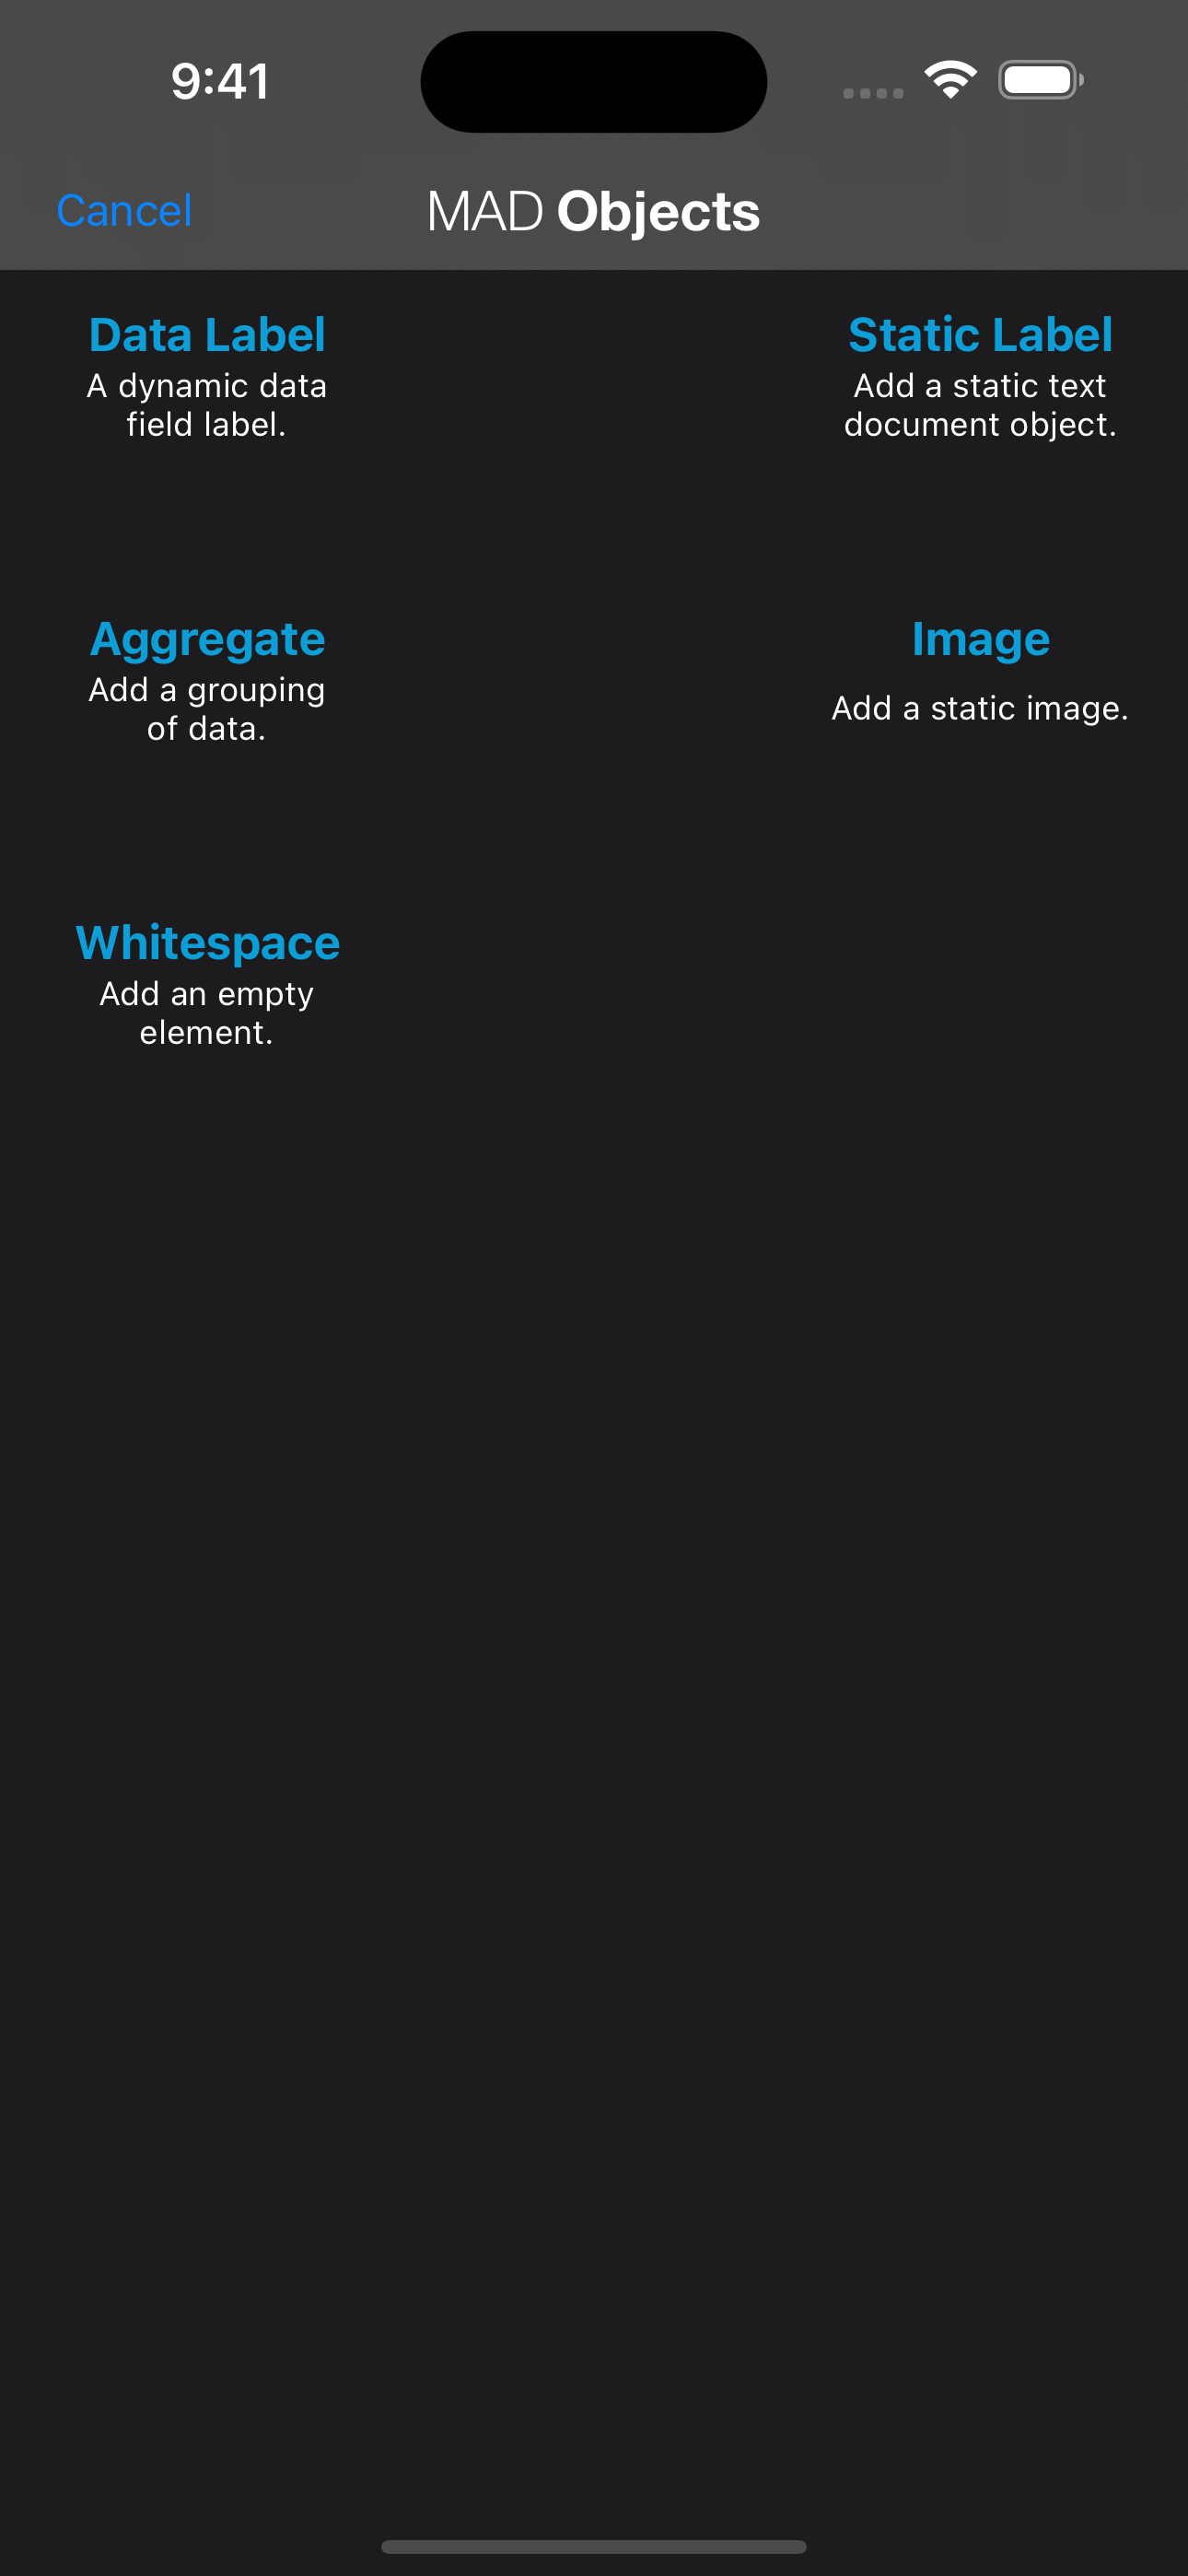 9:41
Cancel
MAD Objects
Data Label
A dynamic data
field label.
Static Label
Add a static text
document object.
Aggregate
Add a grouping
of data.
Image
Add a static image.
Whitespace
Add an empty
element.